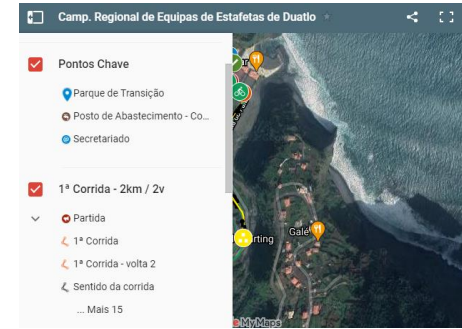 Camp. Regional de Equipas de Estafetas de Duatlo
Pontos Chave
Parque de Transição
Posto de Abastecimento - Co...
Secretariado
1ª Corrida - 2km / 2v
Partida
1ª Corrida
1ª Corrida - volta 2
Sentido da corrida
... Mais 15
Galé
rting
MyMaps